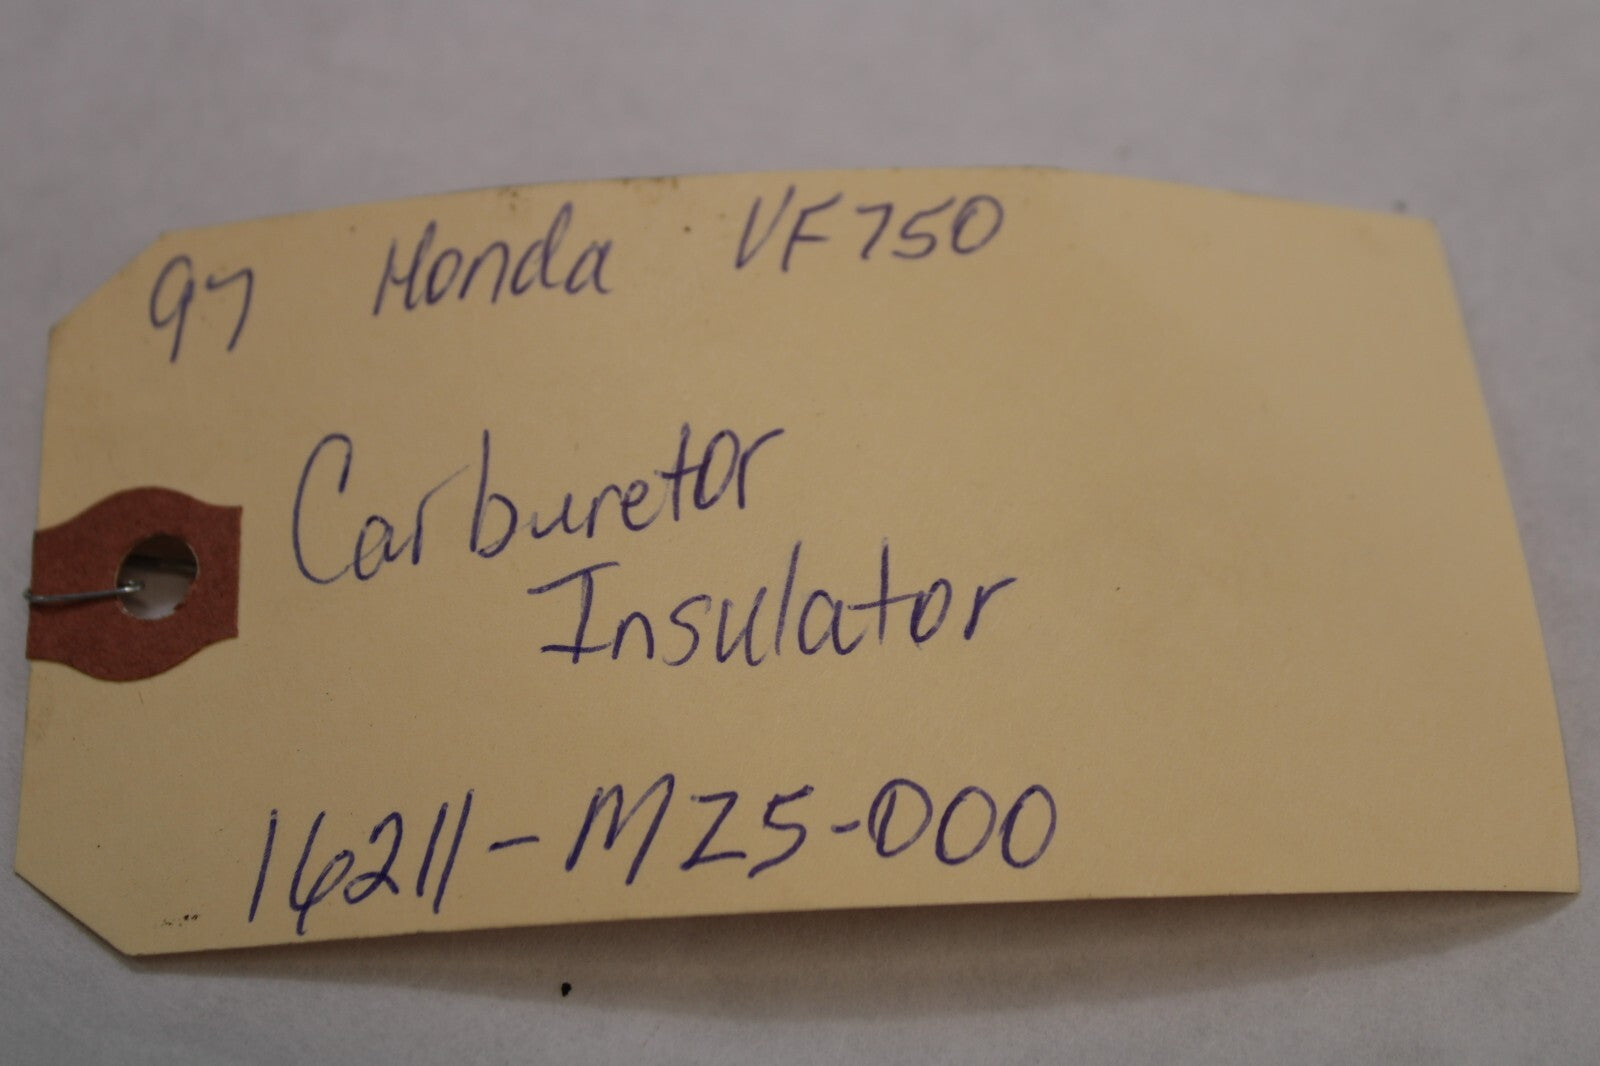 97 Honda VF750
Carburetor
Insulator
16211-MZ5-000